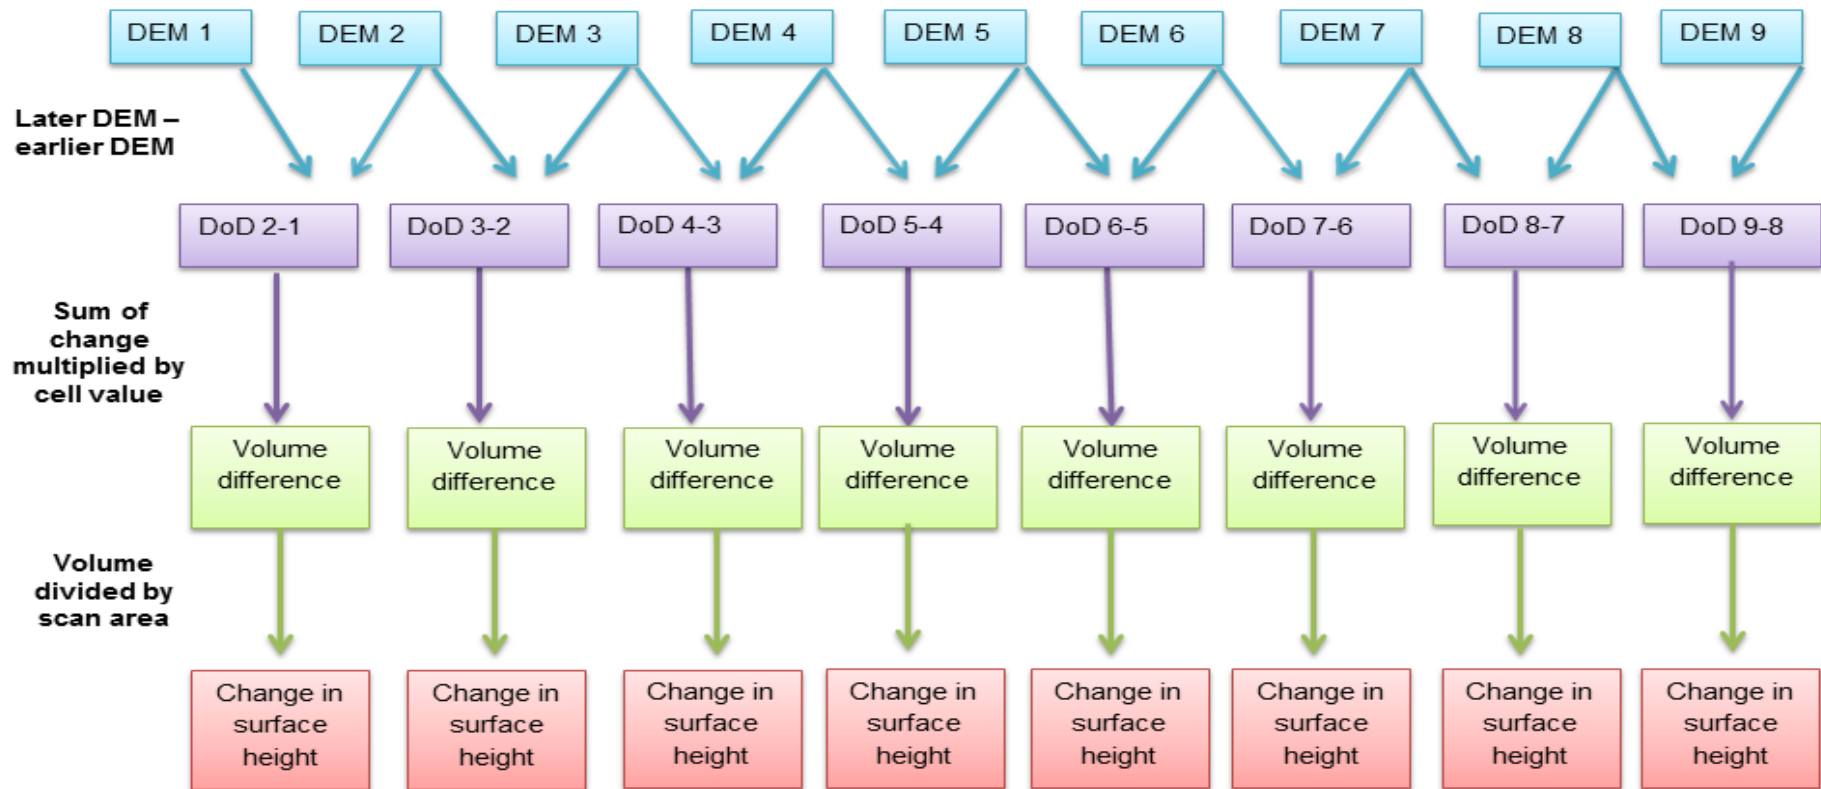 DEM 1
DEM 2
DEM 3
DEM 4
DEM 5
DEM 6
DEM 7
DEM 8
DEM 9
Later DEM –
earlier DEM
DoD 2-1
DoD 3-2
DoD 4-3
DoD 5-4
DoD 6-5
DoD 7-6
DoD 8-7
DoD 9-8
Sum of
change
multiplied by
cell value
Volume
difference
Volume
difference
Volume
difference
Volume
difference
Volume
difference
Volume
difference
Volume
difference
Volume
difference
Volume
divided by
scan area
Change in
surface
height
Change in
surface
height
Change in
surface
height
Change in
surface
height
Change in
surface
height
Change in
surface
height
Change in
surface
height
Change in
surface
height